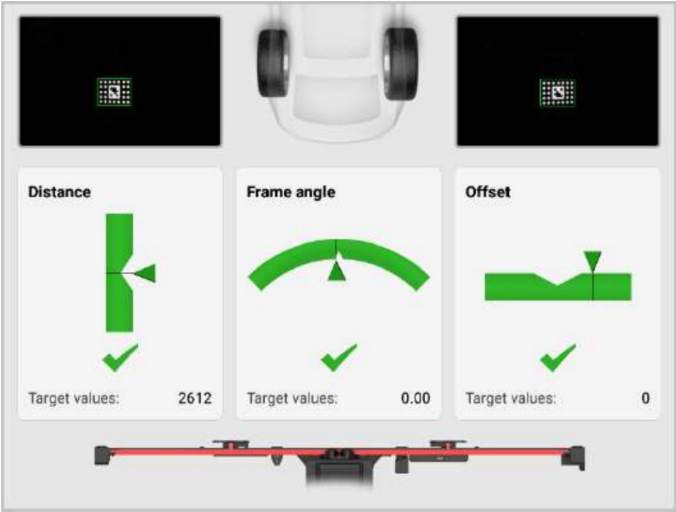 Distance
Frame angle
Offset
Target values: 2612
Target values: 0.00
Target values: 0